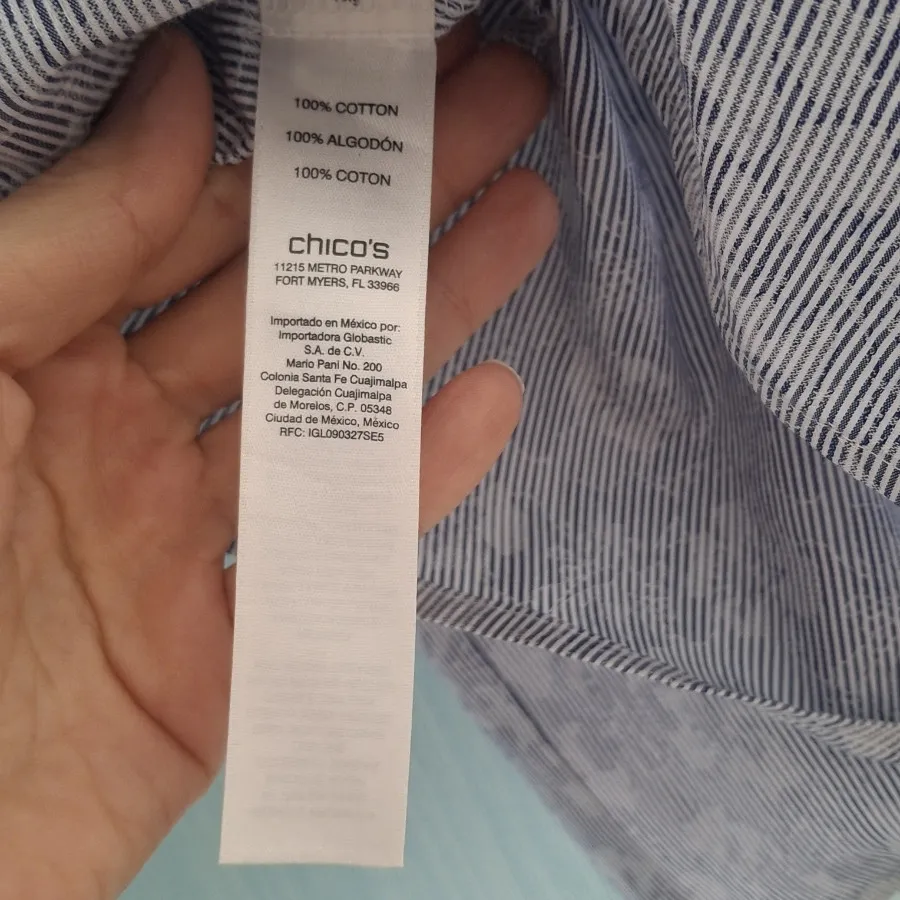 100% COTTON
100% ALGODÓN
100% COTON
chico's
11215 METRO PARKWAY
FORT MYERS, FL 33966
Importado en México por:
Importadora Globastic
S.A. de C.V.
Mario Pani No. 200
Colonia Santa Fe Cuajimalpa
Delegación Cuajimalpa
de Morelos, C.P. 05348
Ciudad de México, México
RFC: IGL090327SE5